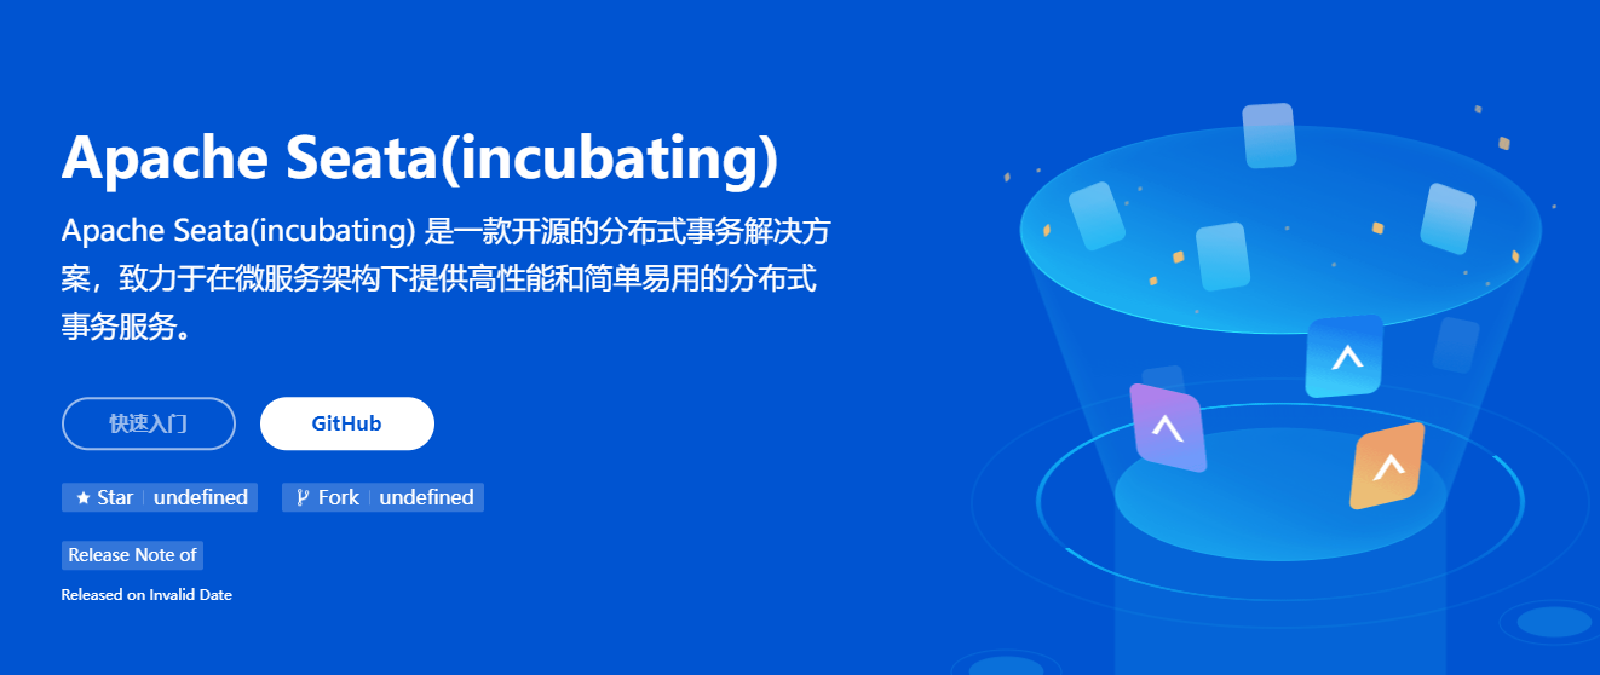 Apache Seata(incubating)
Apache Seata(incubating) 是一款开源的分布式事务解决方
案，致力于在微服务架构下提供高性能和简单易用的分布式
事务服务。
快速入门 GitHub
Star undefined Fork undefined
Release Note of
Released on Invalid Date